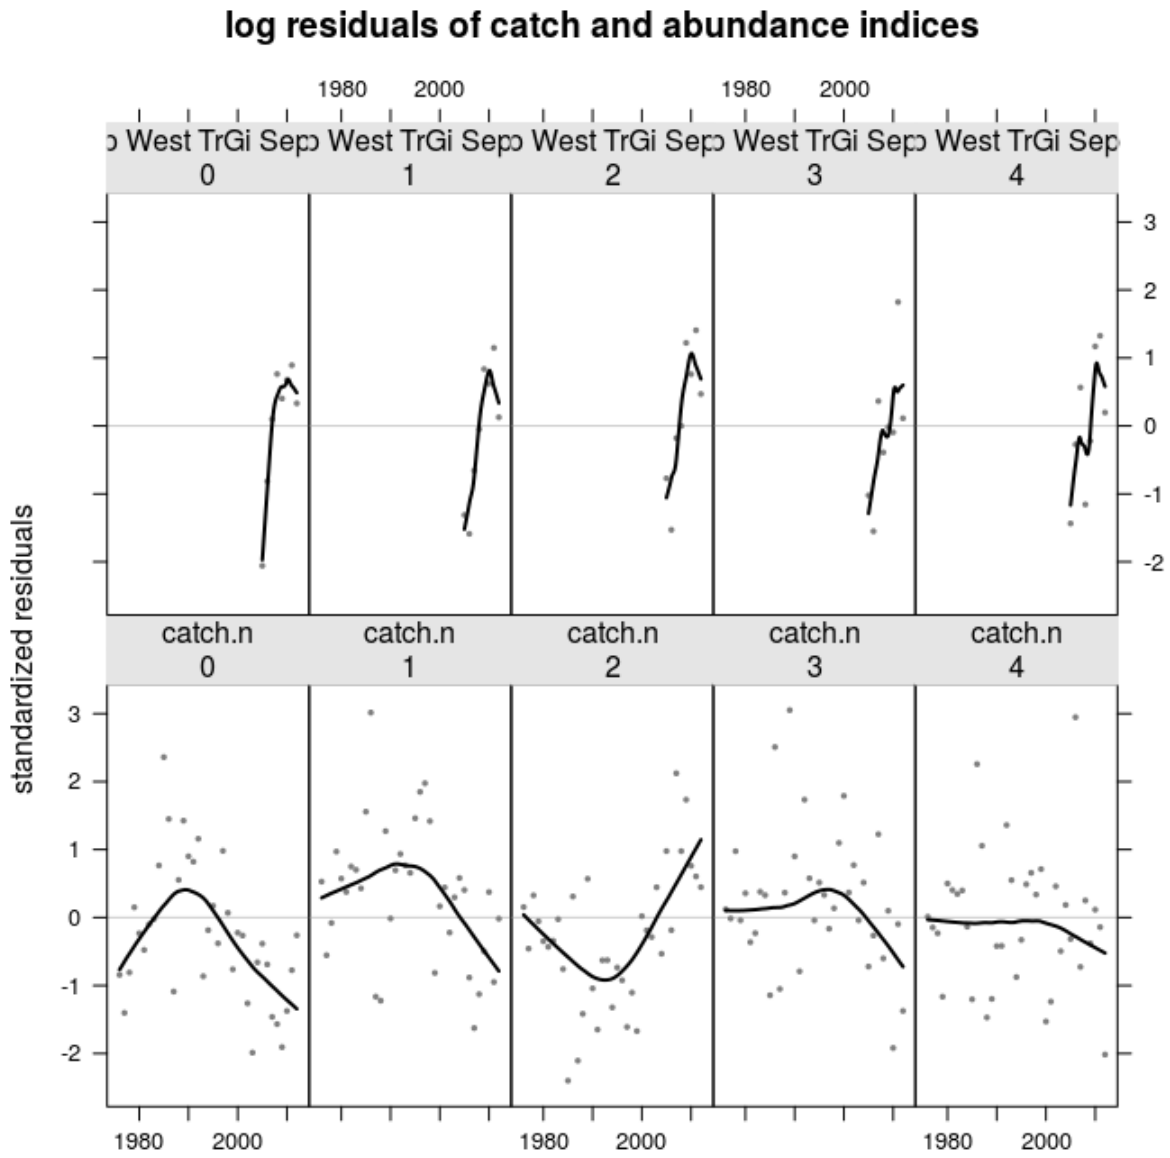 log residuals of catch and abundance indices
1980 2000 1980 2000
West TrGi Sep West TrGi Sep West TrGi Sep West TrGi Sep West TrGi Sep
0 1 2 3 4
3
2
1
0
-1
-2
standardized residuals
catch.n catch.n catch.n catch.n catch.n
0 1 2 3 4
3
2
1
0
-1
-2
1980 2000 1980 2000 1980 2000